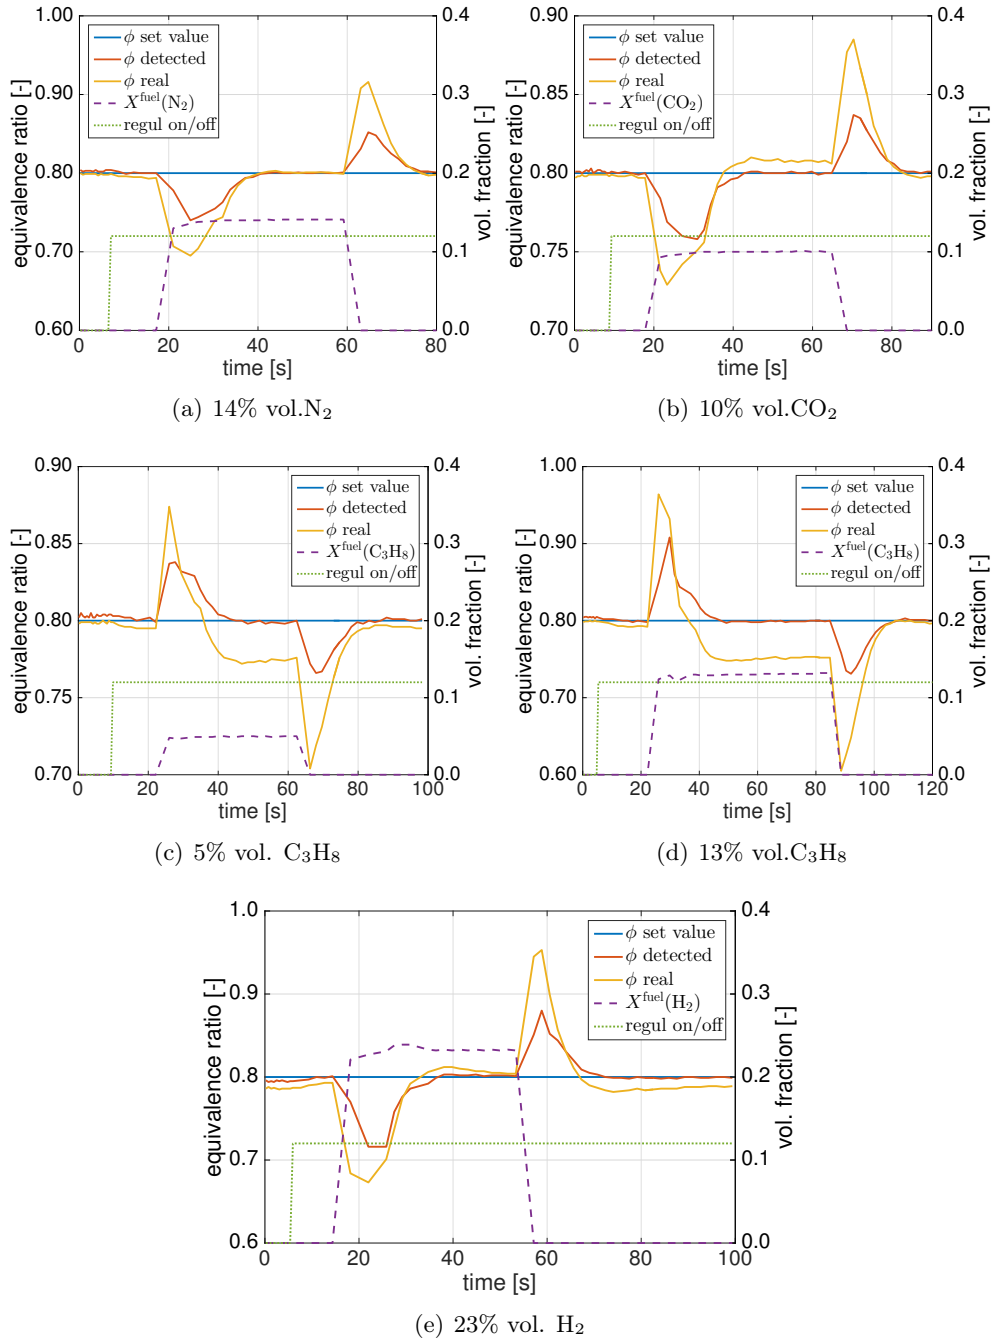 1.00
0.90
0.80
0.70
0.60
equivalence ratio [-]
ϕ set value
ϕ detected
ϕ real
X^fuel(N₂)
regul on/off
0.4
0.3
0.2
0.1
0.0
vol. fraction [-]
0 20 40 60 80
time [s]
(a) 14% vol.N₂
0.90
0.85
0.80
0.75
0.70
equivalence ratio [-]
ϕ set value
ϕ detected
ϕ real
X^fuel(CO₂)
regul on/off
0.4
0.3
0.2
0.1
0.0
vol. fraction [-]
0 20 40 60 80
time [s]
(b) 10% vol.CO₂
0.90
0.85
0.80
0.75
0.70
equivalence ratio [-]
ϕ set value
ϕ detected
ϕ real
X^fuel(C₃H₈)
regul on/off
0.4
0.3
0.2
0.1
0.0
vol. fraction [-]
0 20 40 60 80 100
time [s]
(c) 5% vol. C₃H₈
1.00
0.90
0.80
0.70
0.60
equivalence ratio [-]
ϕ set value
ϕ detected
ϕ real
X^fuel(C₃H₈)
regul on/off
0.4
0.3
0.2
0.1
0.0
vol. fraction [-]
0 20 40 60 80 100 120
time [s]
(d) 13% vol.C₃H₈
1.0
0.9
0.8
0.7
0.6
equivalence ratio [-]
ϕ set value
ϕ detected
ϕ real
X^fuel(H₂)
regul on/off
0.4
0.3
0.2
0.1
0.0
vol. fraction [-]
0 20 40 60 80 100
time [s]
(e) 23% vol. H₂